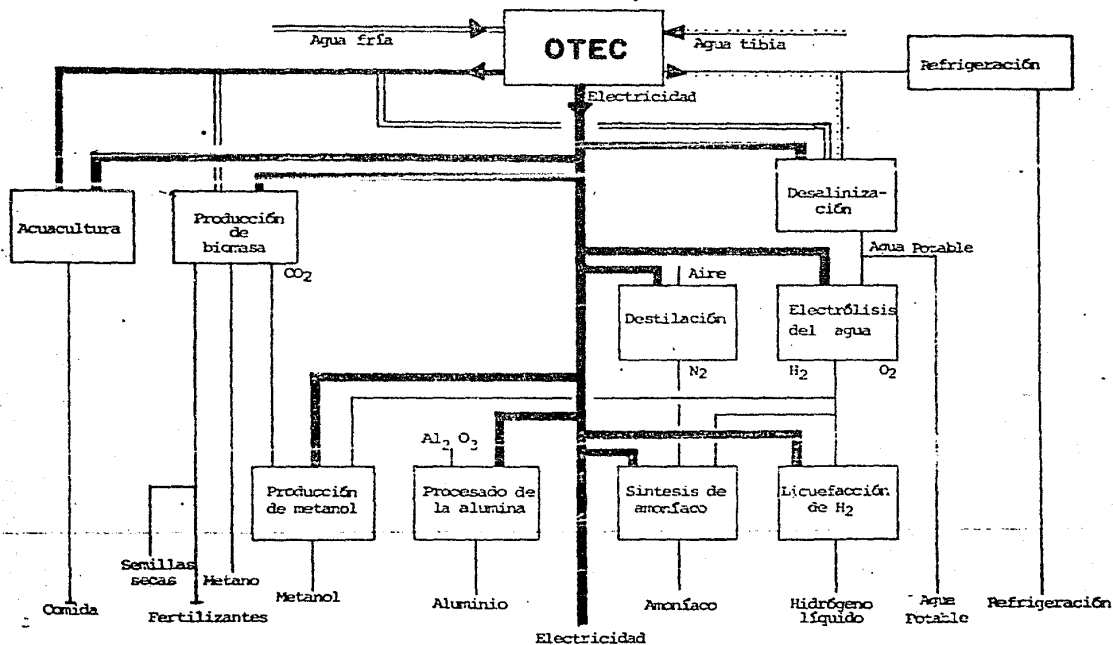 Agua fría
OTEC
Agua tibia
Refrigeración
Electricidad
Acuacultura
Producción
de
biomasa
CO2
Desaliniza-
ción
Agua Potable
Aire
Destilación
Electrólisis
del agua
N2
H2
O2
Al2 O3
Producción
de metanol
Procesado de
la alumina
Síntesis de
amoníaco
Licuefacción
de H2
Semillas
secas
Metano
Comida
Fertilizantes
Metanol
Aluminio
Electricidad
Amoníaco
Hidrógeno
líquido
Agua
Potable
Refrigeración